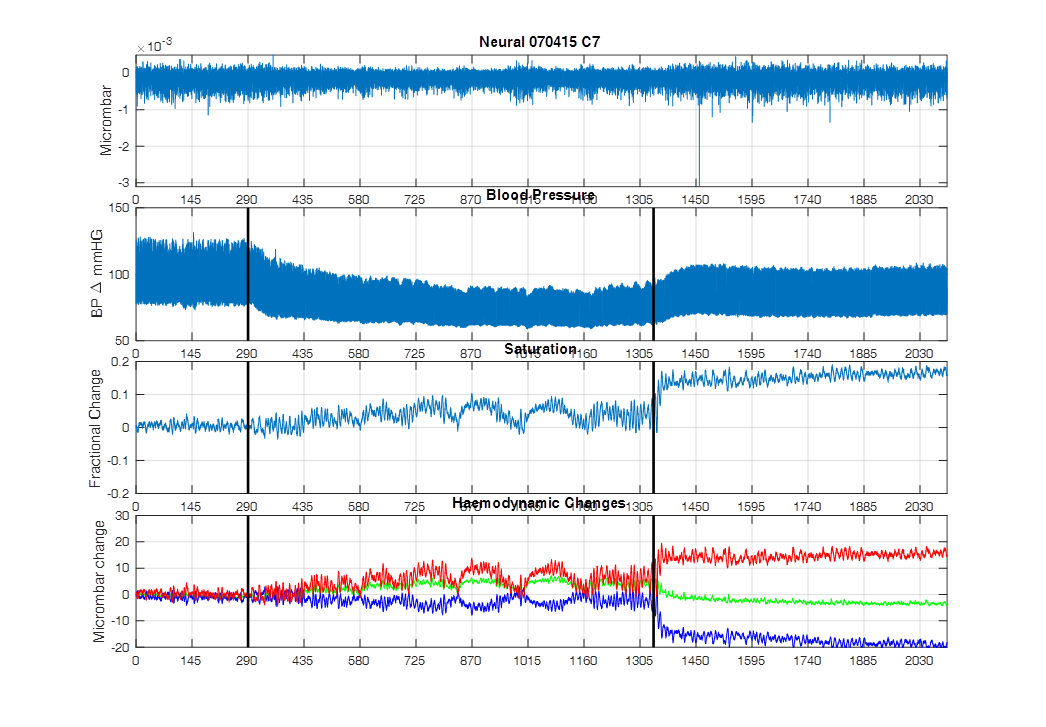 Neural 070415 C7
× 10-3
Micrombar
0
-1
-2
-3
0 145 290 435 580 725 870 1015 1160 1305 1450 1595 1740 1885 2030
Blood Pressure
BP Δ mmHG
150
100
50
0 145 290 435 580 725 870 1015 1160 1305 1450 1595 1740 1885 2030
Saturation
Fractional Change
0.2
0.1
0
-0.1
-0.2
0 145 290 435 580 725 870 1015 1160 1305 1450 1595 1740 1885 2030
Haemodynamic Changes
Micrombar change
30
20
10
0
-10
-20
0 145 290 435 580 725 870 1015 1160 1305 1450 1595 1740 1885 2030